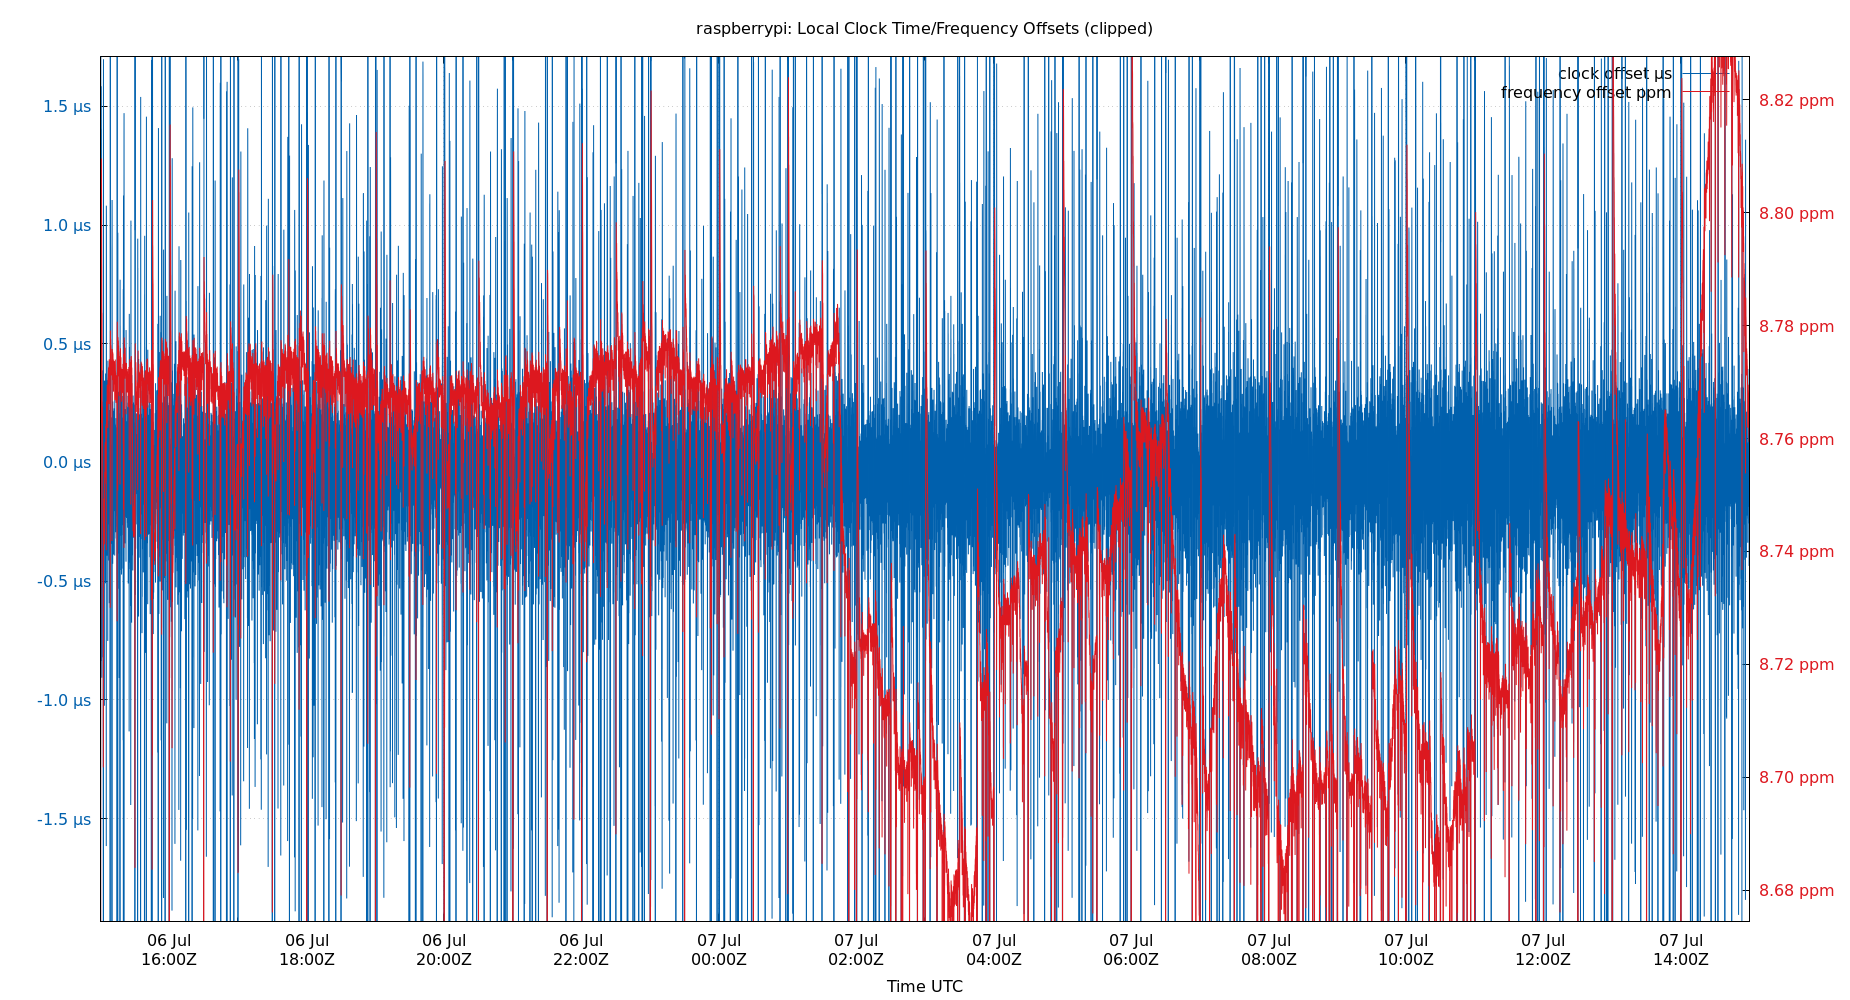 raspberrypi: Local Clock Time/Frequency Offsets (clipped)
clock offset µs
frequency offset ppm
1.5 µs
1.0 µs
0.5 µs
0.0 µs
-0.5 µs
-1.0 µs
-1.5 µs
8.82 ppm
8.80 ppm
8.78 ppm
8.76 ppm
8.74 ppm
8.72 ppm
8.70 ppm
8.68 ppm
06 Jul 06 Jul 06 Jul 06 Jul 07 Jul 07 Jul 07 Jul 07 Jul 07 Jul 07 Jul 07 Jul 07 Jul
16:00Z 18:00Z 20:00Z 22:00Z 00:00Z 02:00Z 04:00Z 06:00Z 08:00Z 10:00Z 12:00Z 14:00Z
Time UTC